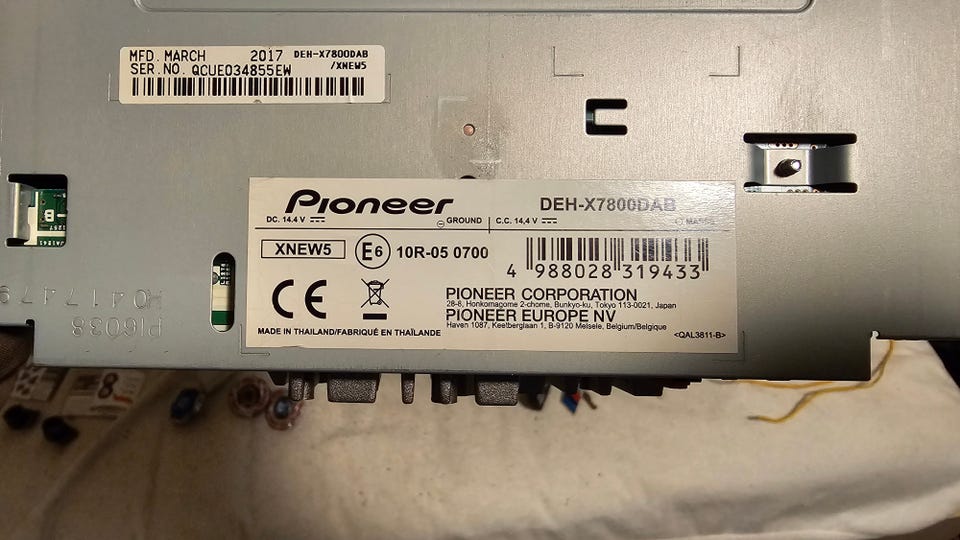 MFD. MARCH 2017 DEH-X7800DAB
/XNEW5
SER.NO. QCUE034855EW
Pioneer
DEH-X7800DAB
DC. 14.4 V GROUND C.C. 14,4 V
XNEW5 E6 10R-05 0700
4 988028 319433
CE
PIONEER CORPORATION
28-8, Honkomagome 2-chome, Bunkyo-ku, Tokyo 113-0021, Japan
PIONEER EUROPE NV
Haven 1087, Keetberglaan 1, B-9120 Melsele, Belgium/Belgique
MADE IN THAILAND/FABRIQUÉ EN THAÏLANDE
<QAL3811-B>
HO417479
PI6038